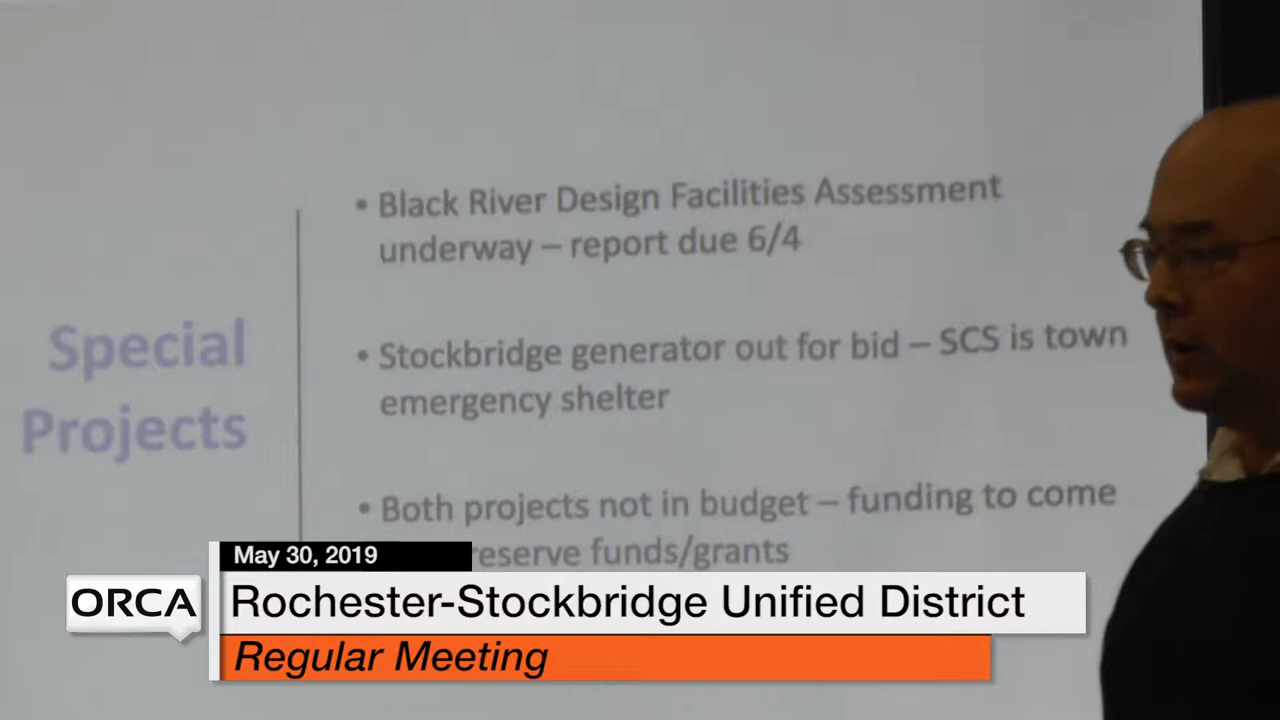 • Black River Design Facilities Assessment
underway – report due 6/4
Special
Projects
• Stockbridge generator out for bid – SCS is town
emergency shelter
• Both projects not in budget – funding to come
reserve funds/grants
May 30, 2019
ORCA
Rochester-Stockbridge Unified District
Regular Meeting